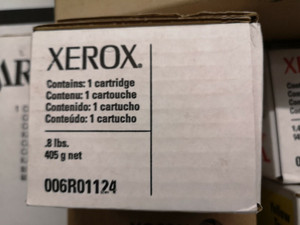 XEROX.
Contains: 1 cartridge
Contenu: 1 cartouche
Contenido: 1 cartucho
Conteúdo: 1 cartucho
.8 lbs.
405 g net
006R01124